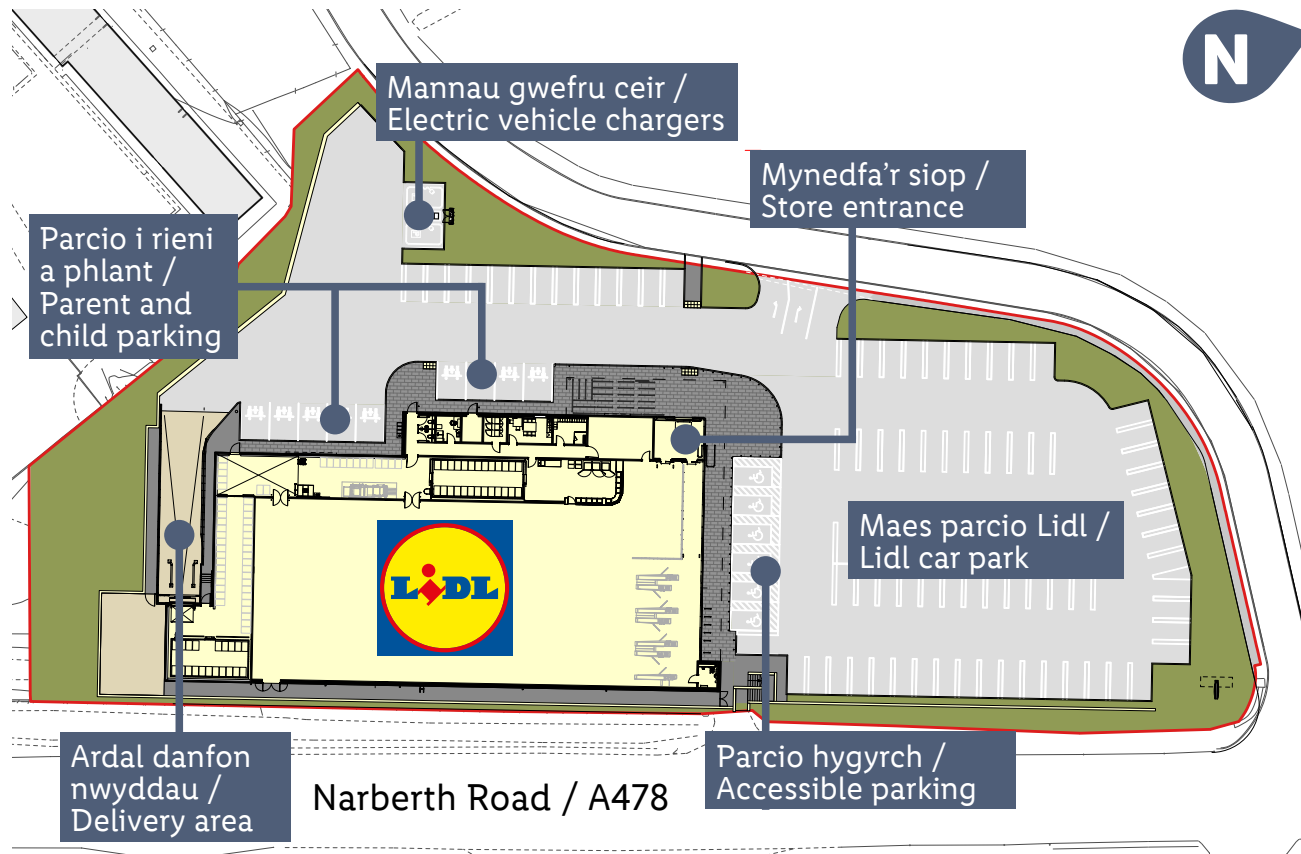 N
Mannau gwefru ceir /
Electric vehicle chargers
Mynedfa’r siop /
Store entrance
Parcio i rieni
a phlant /
Parent and
child parking
Maes parcio Lidl /
Lidl car park
LIDL
Ardal danfon
nwyddau /
Delivery area
Narberth Road / A478
Parcio hygyrch /
Accessible parking